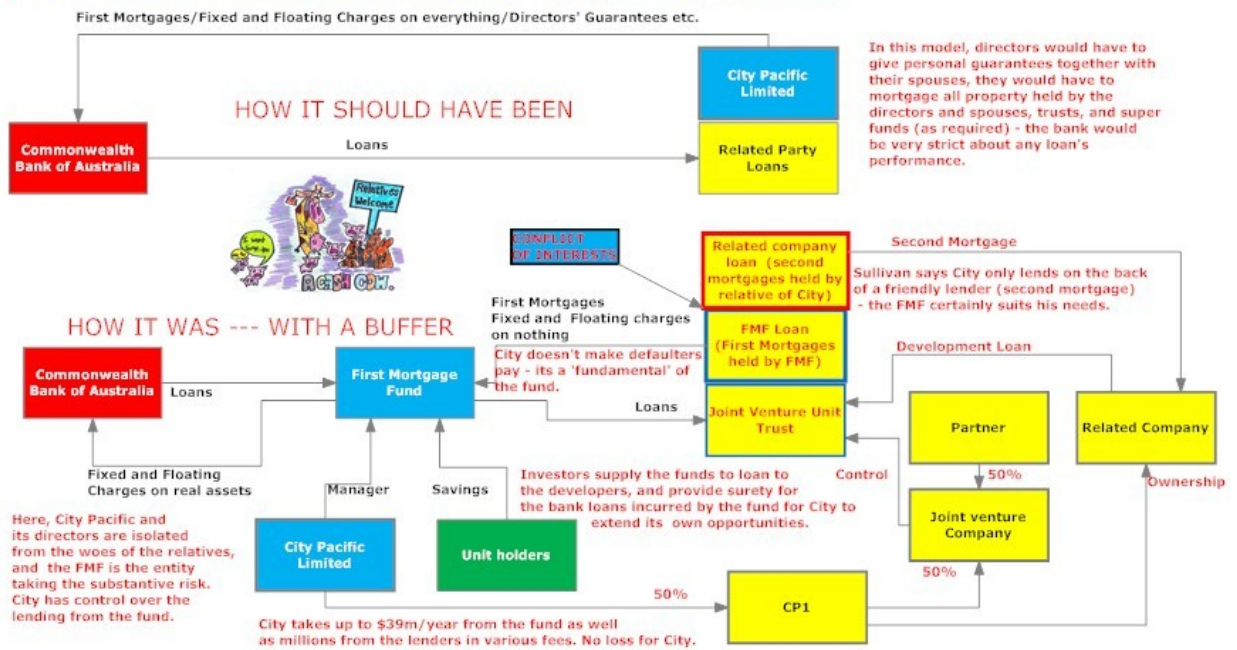 First Mortgages/Fixed and Floating Charges on everything/Directors' Guarantees etc.
City Pacific
Limited
In this model, directors would have to
give personal guarantees together with
their spouses, they would have to
mortgage all property held by the
directors and spouses, trusts, and super
funds (as required) - the bank would
be very strict about any loan's
performance.
HOW IT SHOULD HAVE BEEN
Commonwealth
Bank of Australia
Loans
Related Party
Loans
Relatives
Welcome
I want
A CASH COW.
CONFLICT
OF INTERESTS
Related company
loan (second
mortgages held by
relative of City)
Second Mortgage
Sullivan says City only lends on the back
of a friendly lender (second mortgage)
- the FMF certainly suits his needs.
First Mortgages
Fixed and Floating charges
on nothing
FMF Loan
(First Mortgages
held by FMF)
HOW IT WAS --- WITH A BUFFER
City doesn't make defaulters
pay - its a 'fundamental' of
the fund.
Development Loan
Commonwealth
Bank of Australia
Loans
First Mortgage
Fund
Loans
Joint Venture Unit
Trust
Partner
Related Company
Fixed and Floating
Charges on real assets
Manager
Savings
Investors supply the funds to loan to
the developers, and provide surety for
the bank loans incurred by the fund for City to
extend its own opportunities.
Control
50%
Ownership
Here, City Pacific and
its directors are isolated
from the woes of the relatives,
and the FMF is the entity
taking the substantive risk.
City has control over the
lending from the fund.
City Pacific
Limited
Unit holders
Joint venture
Company
50%
50%
CP1
City takes up to $39m/year from the fund as well
as millions from the lenders in various fees. No loss for City.